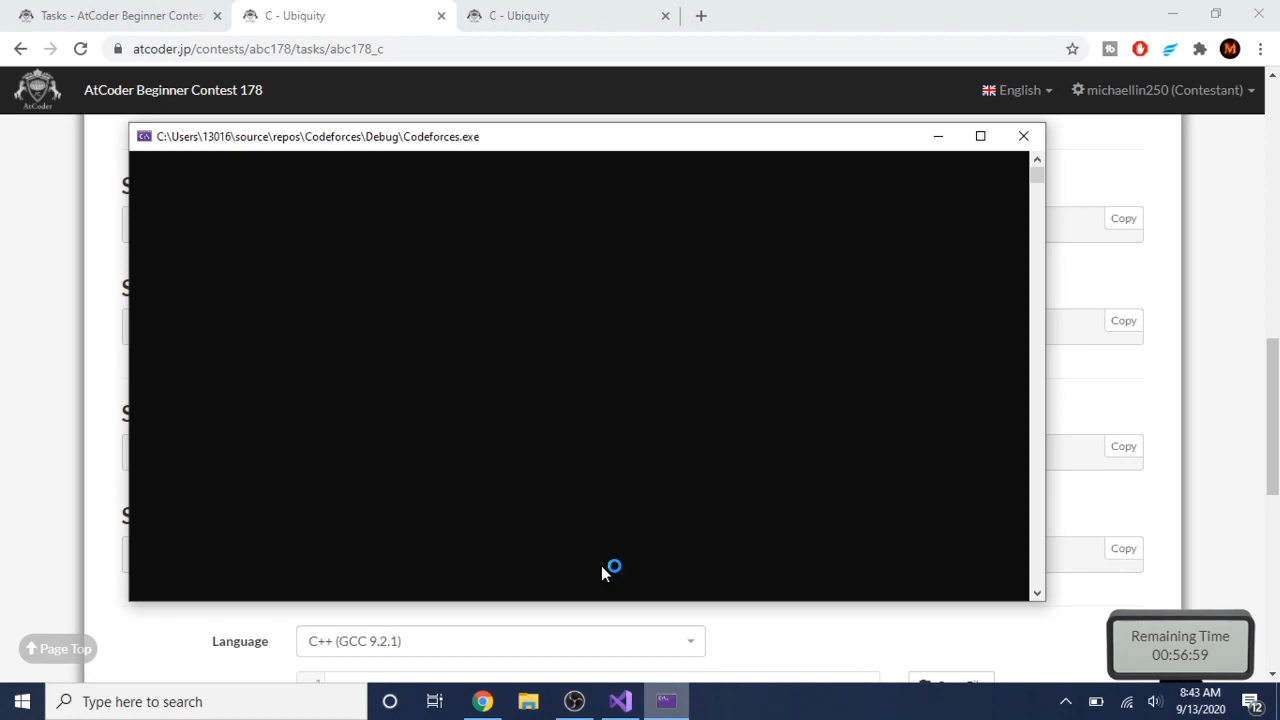 Tasks - AtCoder Beginner Contes
C - Ubiquity
C - Ubiquity
atcoder.jp/contests/abc178/tasks/abc178_c
AtCoder Beginner Contest 178
English
michaellin250 (Contestant)
C:\Users\13016\source\repos\Codeforces\Debug\Codeforces.exe
Copy
Copy
Copy
Copy
Language
C++ (GCC 9.2.1)
Page Top
Remaining Time
00:56:59
Type here to search
8:43 AM
9/13/2020
12